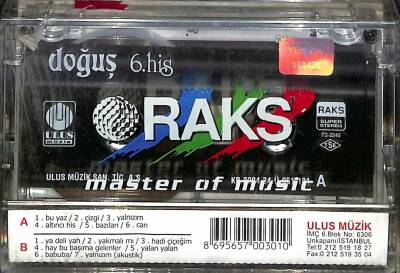 doğuş 6.his
ULUS
MÜZİK
RAKS
RAKS
SUPER
STEREO
TS-2240
TSE
ULUS MÜZİK SAN. TİC. A.Ş.
A
master of music
A 1 . bu yaz / 2 . çizgi / 3 . yalnızım
4 . altıncı his / 5 . bazıları / 6 . can
B 1 . ya deli yah / 2 . yakmalı mı / 3 . hadi çiçeğim
4 . hay bu başıma gelenler / 5 . yalan yalan
6 . babuba / 7 . yalnızım (akustik)
8 695657 003010
ULUS MÜZİK
İMÇ 6.Blok No: 6306
Unkapanı/İSTANBUL
Tel:0 212 519 18 27
Fax:0 212 519 35 04